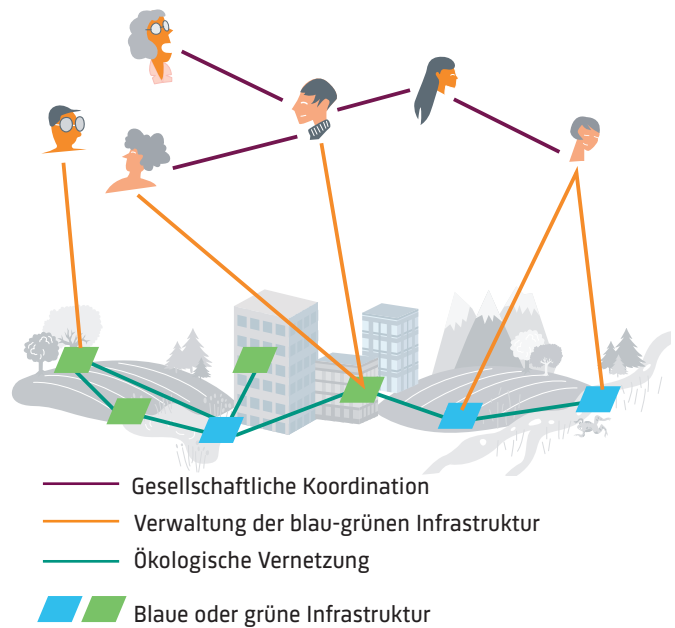 Gesellschaftliche Koordination
Verwaltung der blau-grünen Infrastruktur
Ökologische Vernetzung
Blaue oder grüne Infrastruktur